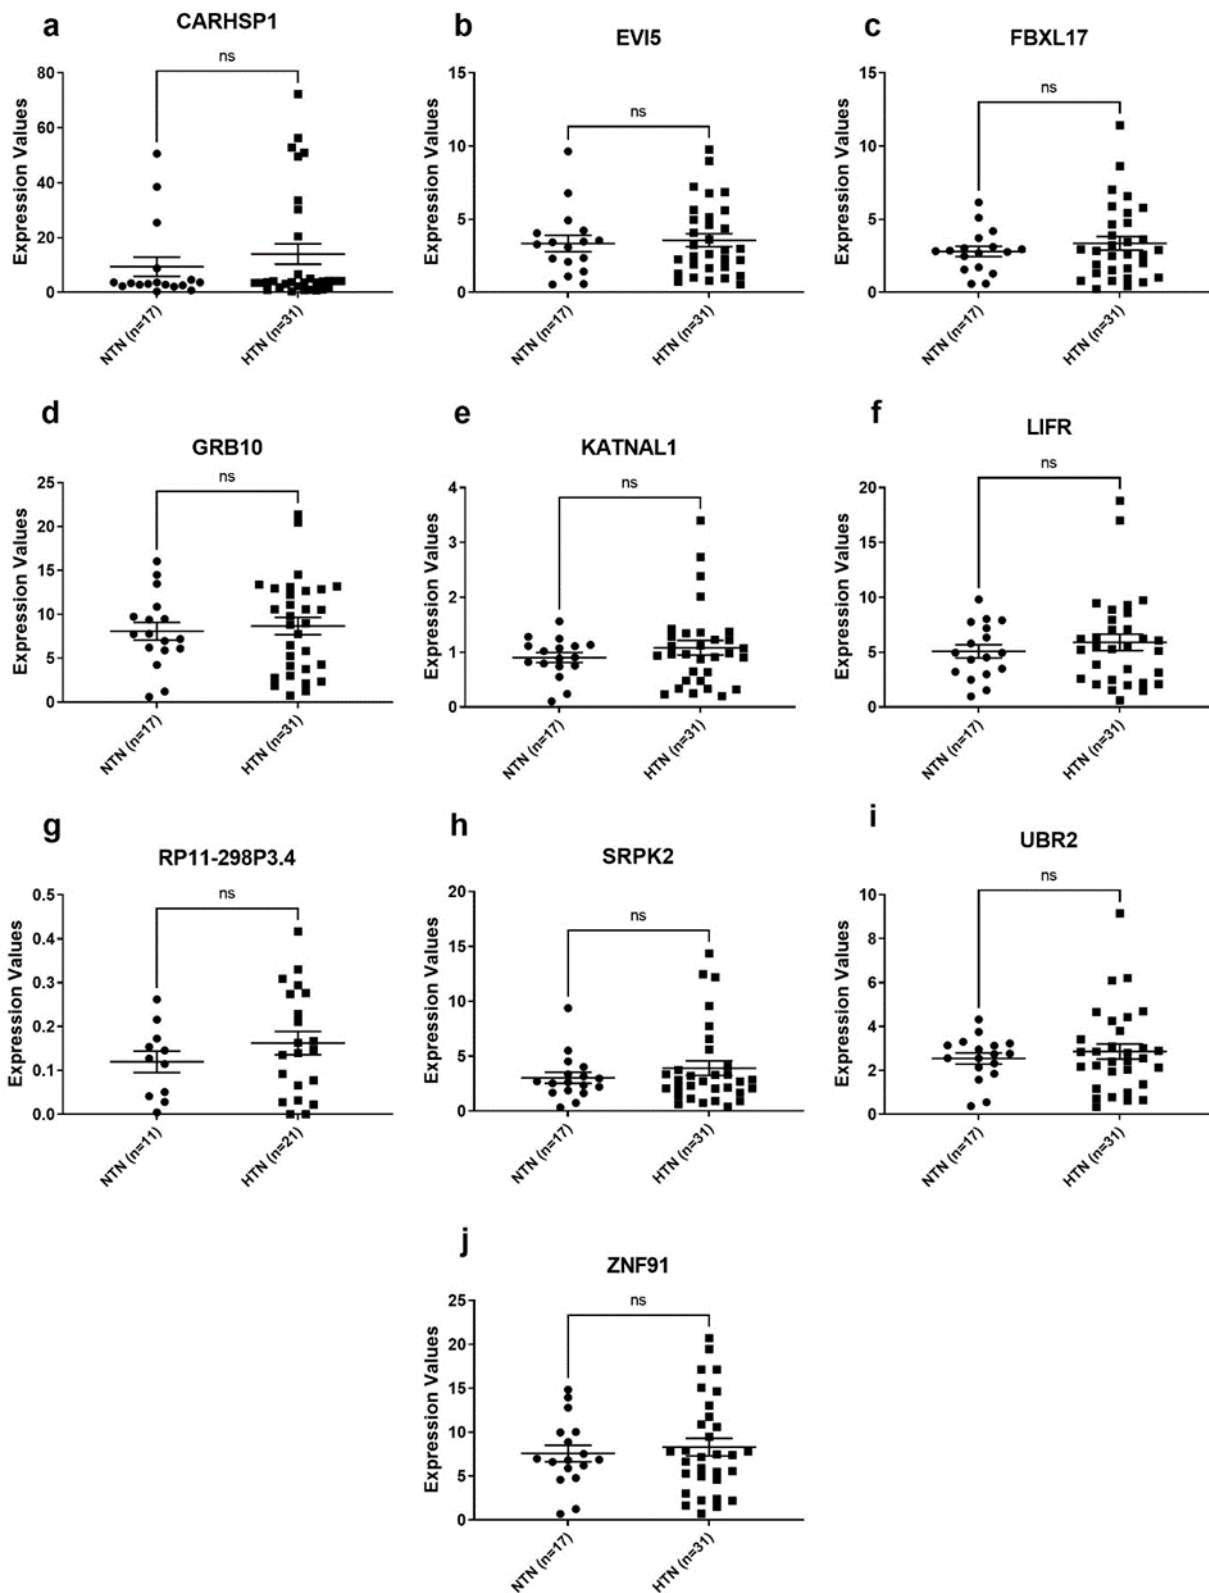 a
CARHSP1
ns
80
60
40
20
0
Expression Values
NTN (n=17)
HTN (n=31)
b
EVI5
ns
15
10
5
0
Expression Values
NTN (n=17)
HTN (n=31)
c
FBXL17
ns
15
10
5
0
Expression Values
NTN (n=17)
HTN (n=31)
d
GRB10
ns
25
20
15
10
5
0
Expression Values
NTN (n=17)
HTN (n=31)
e
KATNAL1
ns
4
3
2
1
0
Expression Values
NTN (n=17)
HTN (n=31)
f
LIFR
ns
20
15
10
5
0
Expression Values
NTN (n=17)
HTN (n=31)
g
RP11-298P3.4
ns
0.5
0.4
0.3
0.2
0.1
0.0
Expression Values
NTN (n=11)
HTN (n=21)
h
SRPK2
ns
20
15
10
5
0
Expression Values
NTN (n=17)
HTN (n=31)
i
UBR2
ns
10
8
6
4
2
0
Expression Values
NTN (n=17)
HTN (n=31)
j
ZNF91
ns
25
20
15
10
5
0
Expression Values
NTN (n=17)
HTN (n=31)